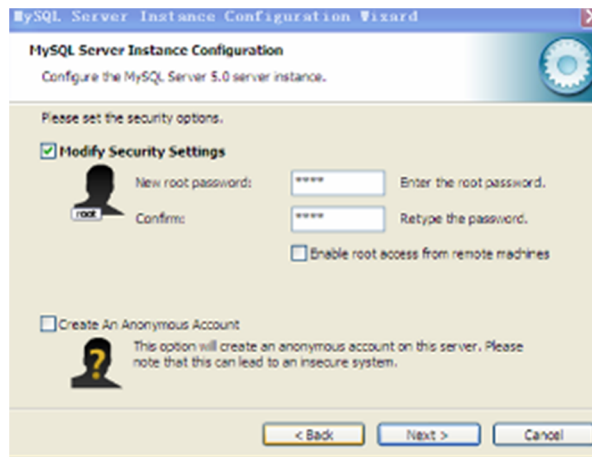 MySQL Server Instance Configuration Wizard
MySQL Server Instance Configuration
Configure the MySQL Server 5.0 server instance.
Please set the security options.
Modify Security Settings
New root password: **** Enter the root password.
root
Confirm: **** Retype the password.
Enable root access from remote machines
Create An Anonymous Account
This option will create an anonymous account on this server. Please
note that this can lead to an insecure system.
< Back Next > Cancel